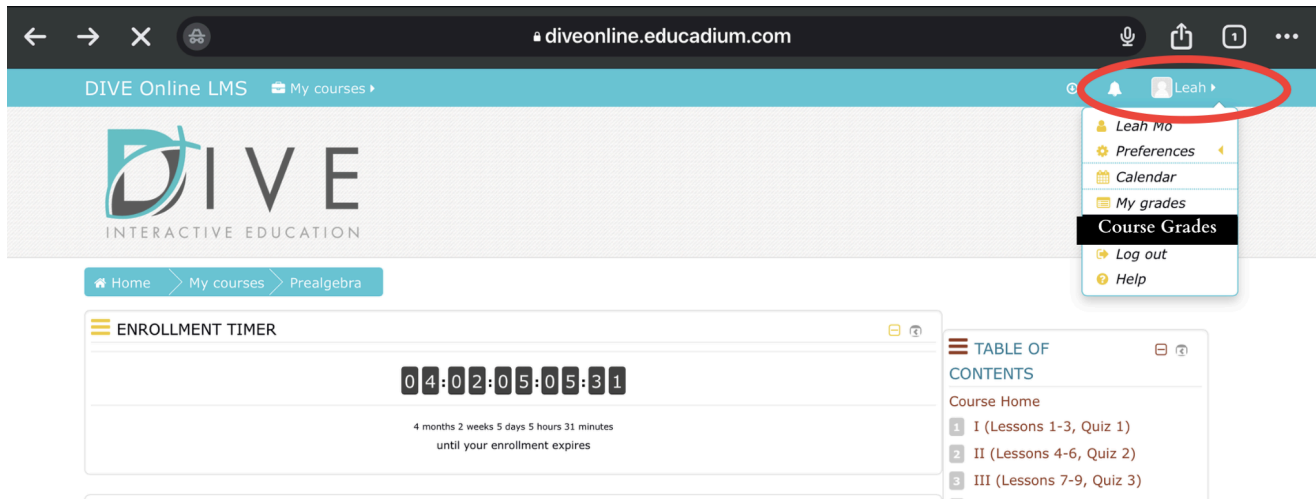 diveonline.educadium.com
1
DIVE Online LMS
My courses
Leah
Leah Mo
Preferences
Calendar
My grades
Course Grades
Log out
Help
DIVE
INTERACTIVE EDUCATION
Home
My courses
Prealgebra
ENROLLMENT TIMER
04:02:05:05:31
4 months 2 weeks 5 days 5 hours 31 minutes
until your enrollment expires
TABLE OF
CONTENTS
Course Home
1 I (Lessons 1-3, Quiz 1)
2 II (Lessons 4-6, Quiz 2)
3 III (Lessons 7-9, Quiz 3)